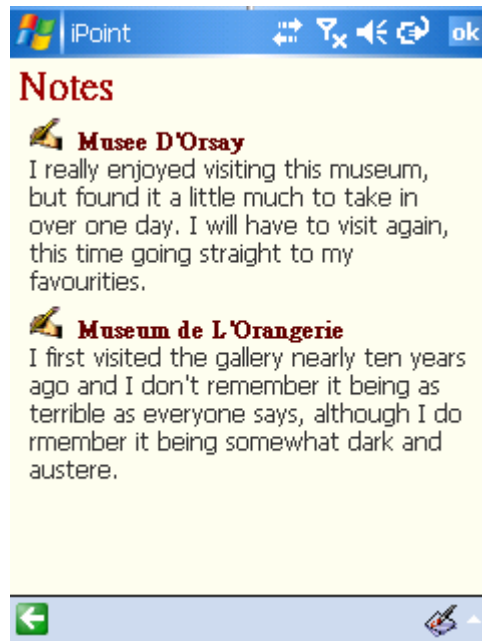 iPoint ok
Notes
Musee D'Orsay
I really enjoyed visiting this museum,
but found it a little much to take in
over one day. I will have to visit again,
this time going straight to my
favourities.
Museum de L'Orangerie
I first visited the gallery nearly ten years
ago and I don't remember it being as
terrible as everyone says, although I do
rmember it being somewhat dark and
austere.